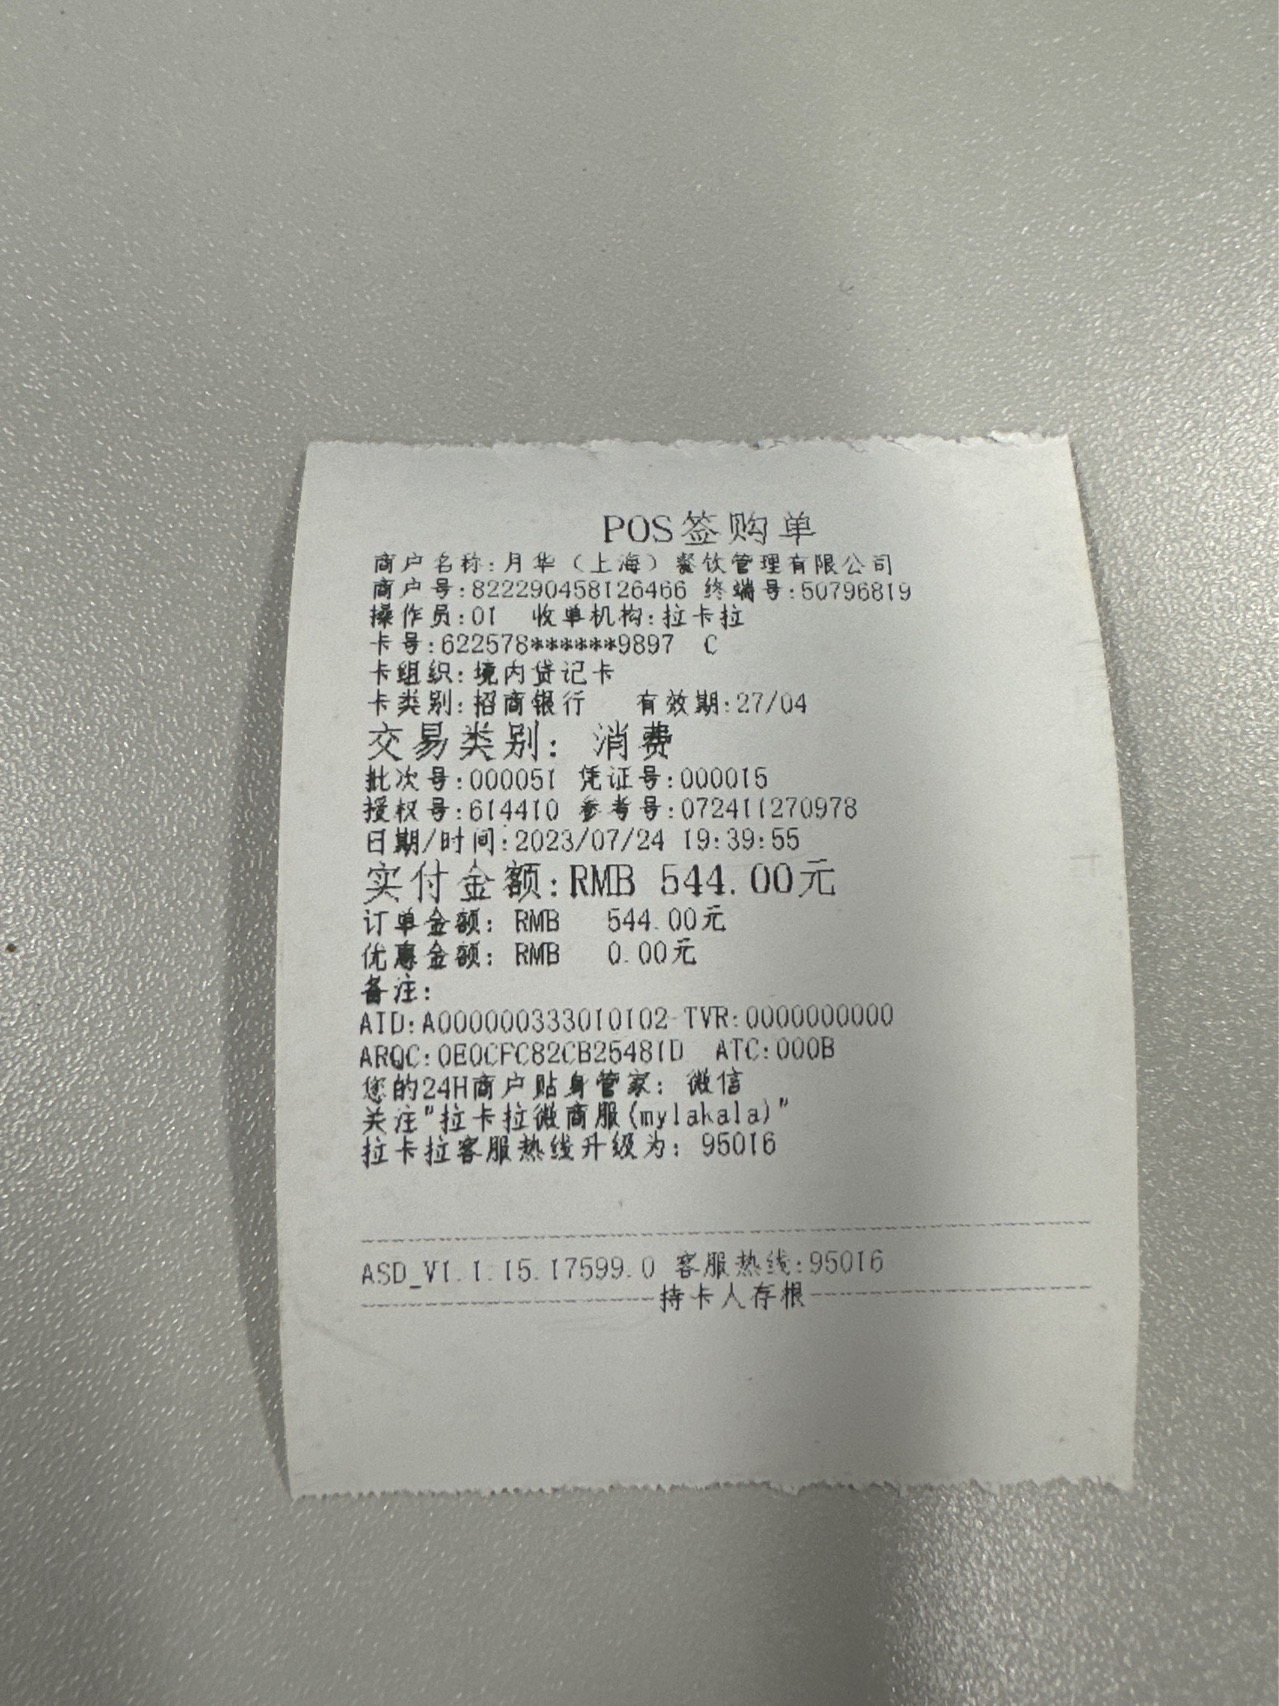 POS签购单
商户名称:月华（上海）餐饮管理有限公司
商户号:822290458126466 终端号:50796819
操作员:01 收单机构:拉卡拉
卡号:622578******9897 C
卡组织:境内贷记卡
卡类别:招商银行 有效期:27/04
交易类别: 消费
批次号:000051 凭证号:000015
授权号:614410 参考号:072411270978
日期/时间:2023/07/24 19:39:55
实付金额:RMB 544.00元
订单金额: RMB 544.00元
优惠金额: RMB 0.00元
备注:
AID:A000000333010102 TVR:0000000000
ARQC:0E0CFC82CB25481D ATC:000B
您的24H商户贴身管家: 微信
关注"拉卡拉微商服(mylakala)"
拉卡拉客服热线升级为: 95016
ASD_V1.1.15.17599.0 客服热线:95016
持卡人存根